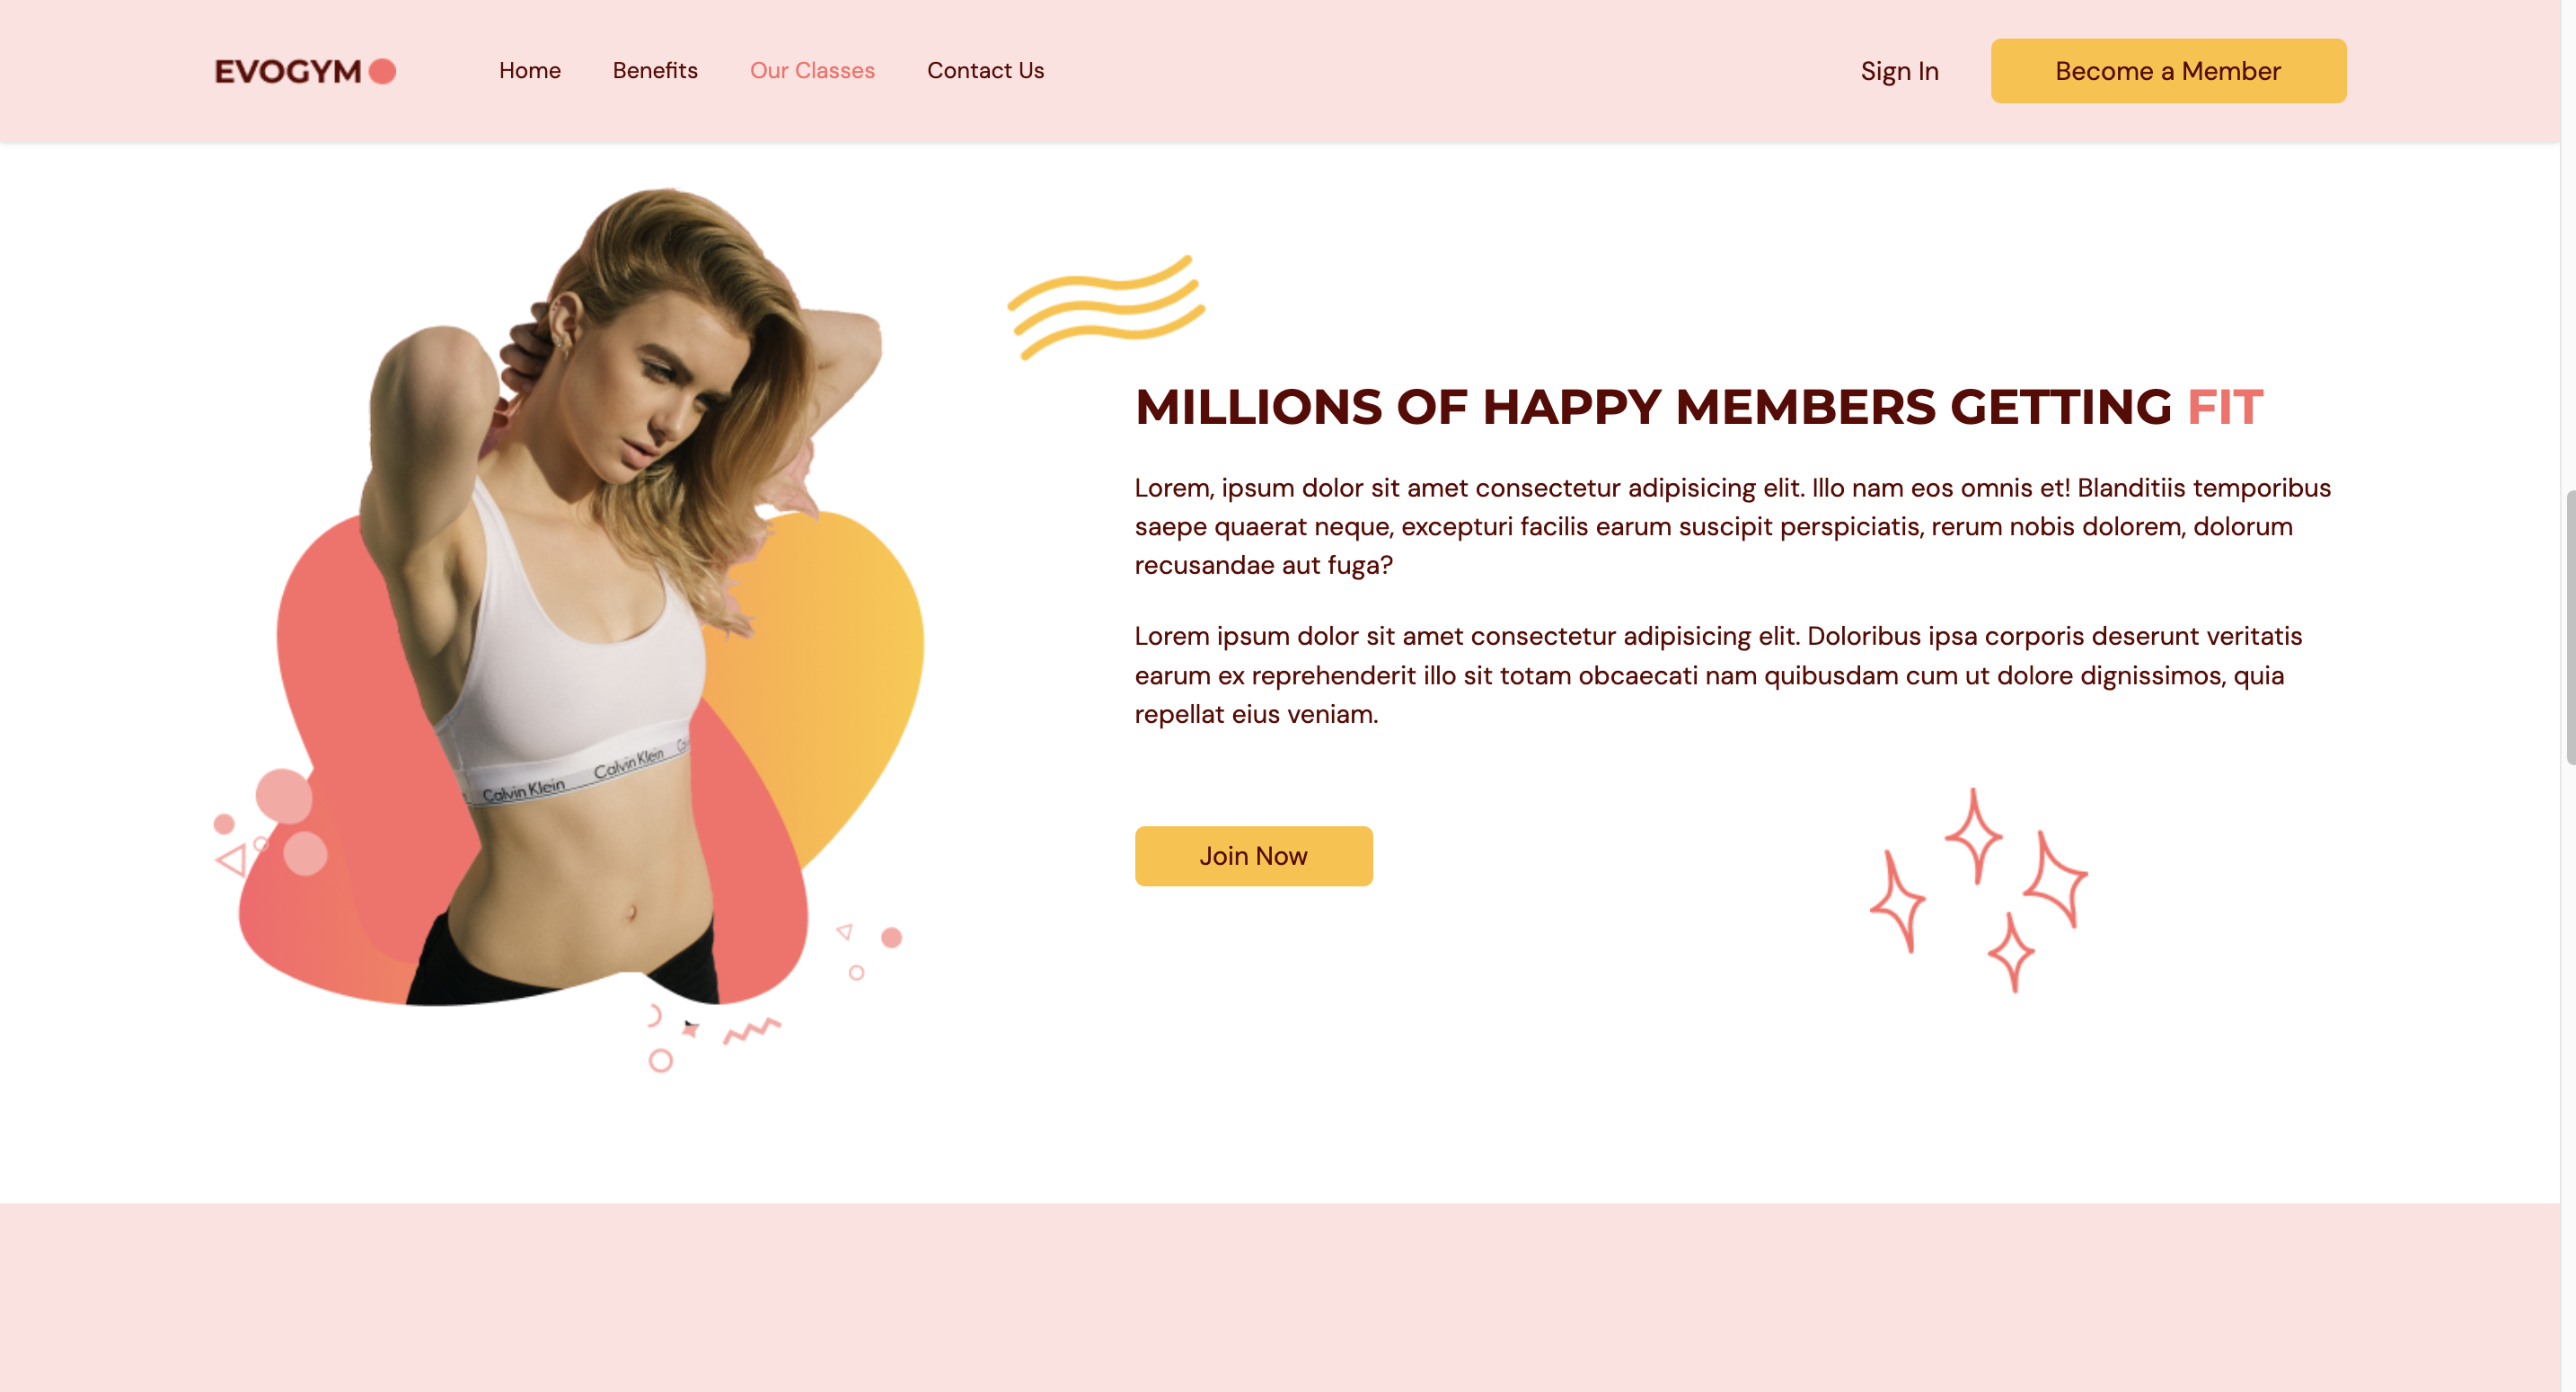 EVOGYM
Home
Benefits
Our Classes
Contact Us
Sign In
Become a Member
MILLIONS OF HAPPY MEMBERS GETTING FIT
Lorem, ipsum dolor sit amet consectetur adipisicing elit. Illo nam eos omnis et! Blanditiis temporibus
saepe quaerat neque, excepturi facilis earum suscipit perspiciatis, rerum nobis dolorem, dolorum
recusandae aut fuga?
Lorem ipsum dolor sit amet consectetur adipisicing elit. Doloribus ipsa corporis deserunt veritatis
earum ex reprehenderit illo sit totam obcaecati nam quibusdam cum ut dolore dignissimos, quia
repellat eius veniam.
Calvin Klein Calvin Klein
Join Now